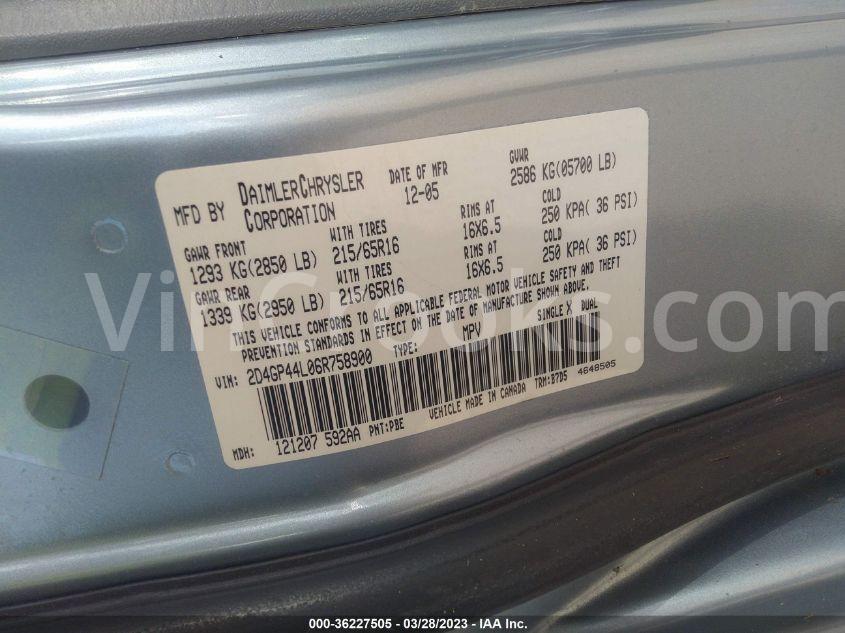 MFD BY DAIMLERCHRYSLER CORPORATION DATE OF MFR 12-05 GVWR 2586 KG(05700 LB)
GAWR FRONT WITH TIRES RIMS AT COLD
1293 KG(2850 LB) 215/65R16 16X6.5 250 KPA( 36 PSI)
GAWR REAR WITH TIRES RIMS AT COLD
1339 KG(2950 LB) 215/65R16 16X6.5 250 KPA( 36 PSI)
THIS VEHICLE CONFORMS TO ALL APPLICABLE FEDERAL MOTOR VEHICLE SAFETY AND THEFT
PREVENTION STANDARDS IN EFFECT ON THE DATE OF MANUFACTURE SHOWN ABOVE.
VIN: 2D4GP44L06R758900 TYPE: MPV SINGLE X DUAL
MDH: 121207 592AA PNT:PBE VEHICLE MADE IN CANADA TRM:B7D5 4648505
VinCrooks.com
000-36227505 - 03/28/2023 - IAA Inc.